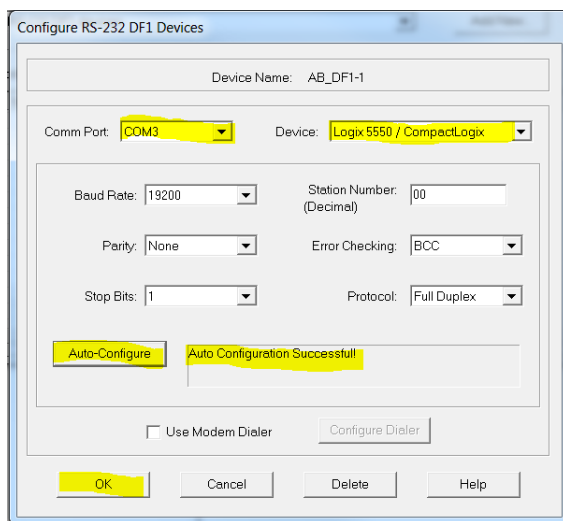 Configure RS-232 DF1 Devices
Device Name: AB_DF1-1
Comm Port: COM3 Device: Logix 5550 / CompactLogix
Baud Rate: 19200 Station Number: 00
(Decimal)
Parity: None Error Checking: BCC
Stop Bits: 1 Protocol: Full Duplex
Auto-Configure Auto Configuration Successful!
Use Modem Dialer Configure Dialer
OK Cancel Delete Help